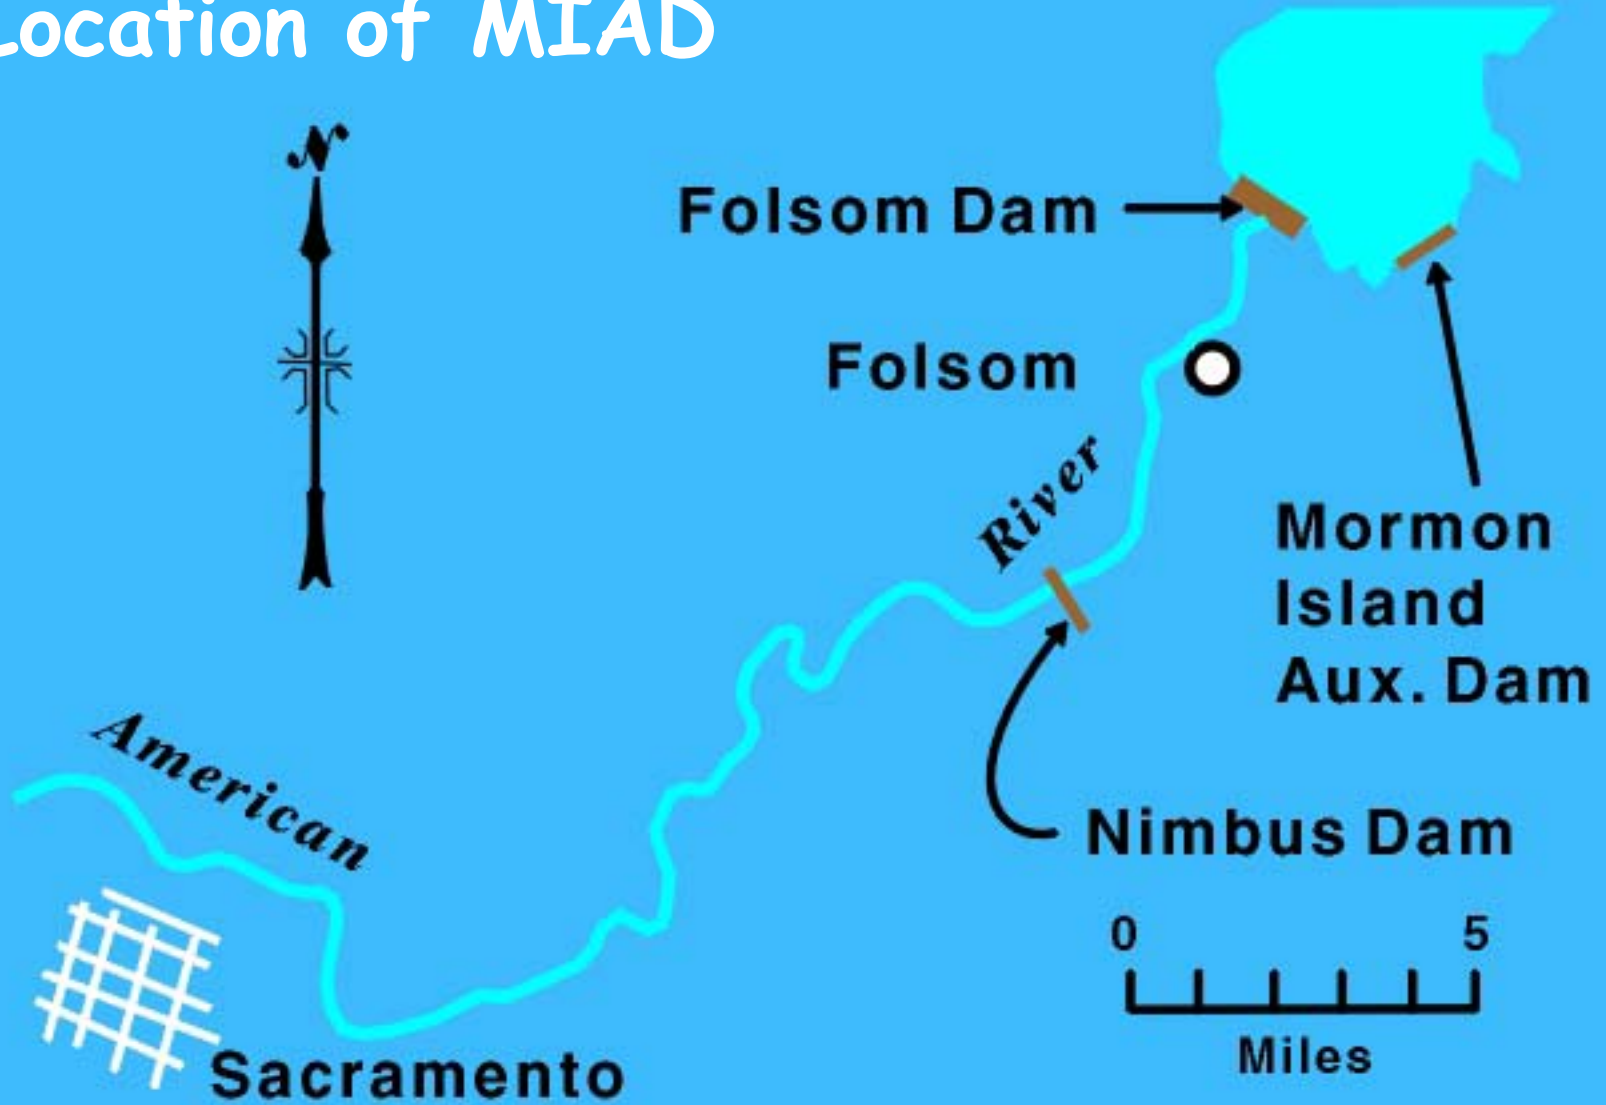 Location of MIAD
N
Folsom Dam
Folsom
River
Mormon
Island
Aux. Dam
American
Nimbus Dam
0 5
Miles
Sacramento